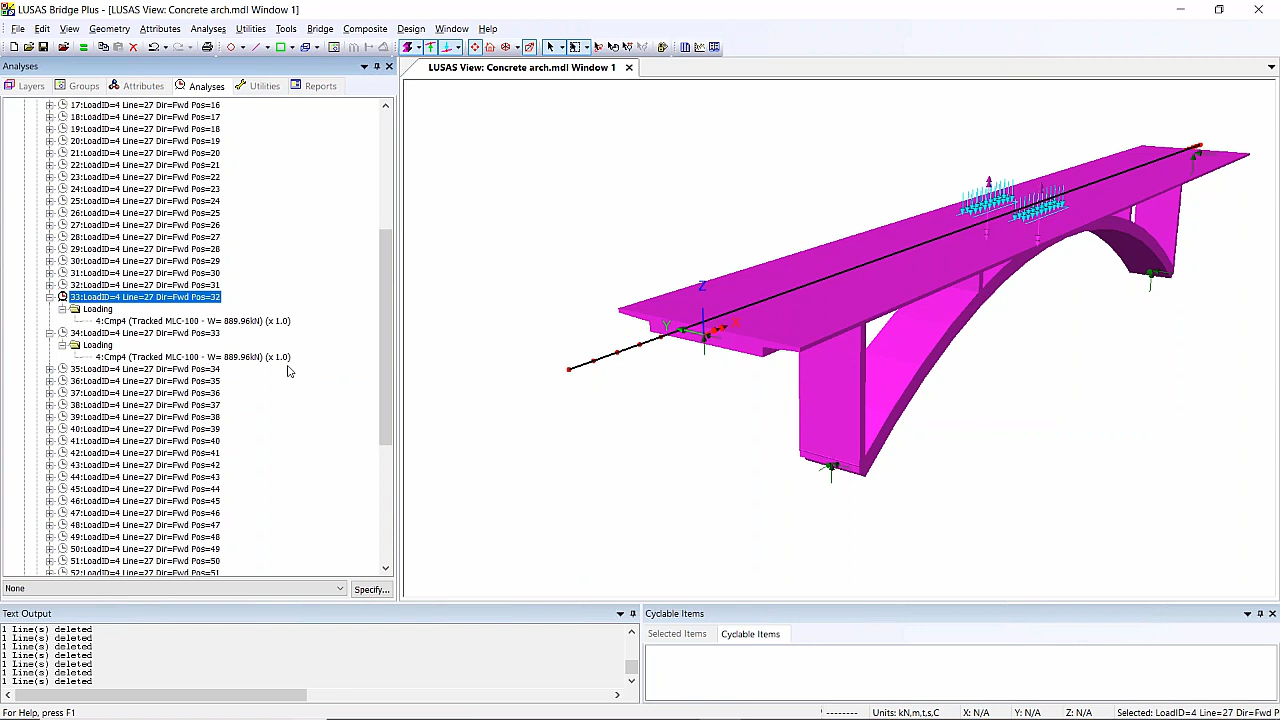 LUSAS Bridge Plus - [LUSAS View: Concrete arch.mdl Window 1]
File Edit View Geometry Attributes Analyses Utilities Tools Bridge Composite Design Window Help
Analyses
LUSAS View: Concrete arch.mdl Window 1
Layers Groups Attributes Analyses Utilities Reports
17:LoadID=4 Line=27 Dir=Fwd Pos=16
18:LoadID=4 Line=27 Dir=Fwd Pos=17
19:LoadID=4 Line=27 Dir=Fwd Pos=18
20:LoadID=4 Line=27 Dir=Fwd Pos=19
21:LoadID=4 Line=27 Dir=Fwd Pos=20
22:LoadID=4 Line=27 Dir=Fwd Pos=21
23:LoadID=4 Line=27 Dir=Fwd Pos=22
24:LoadID=4 Line=27 Dir=Fwd Pos=23
25:LoadID=4 Line=27 Dir=Fwd Pos=24
26:LoadID=4 Line=27 Dir=Fwd Pos=25
27:LoadID=4 Line=27 Dir=Fwd Pos=26
28:LoadID=4 Line=27 Dir=Fwd Pos=27
29:LoadID=4 Line=27 Dir=Fwd Pos=28
30:LoadID=4 Line=27 Dir=Fwd Pos=29
31:LoadID=4 Line=27 Dir=Fwd Pos=30
32:LoadID=4 Line=27 Dir=Fwd Pos=31
33:LoadID=4 Line=27 Dir=Fwd Pos=32
Loading
4:Cmp4 (Tracked MLC-100 - W= 889.96kN) (x 1.0)
34:LoadID=4 Line=27 Dir=Fwd Pos=33
Loading
4:Cmp4 (Tracked MLC-100 - W= 889.96kN) (x 1.0)
35:LoadID=4 Line=27 Dir=Fwd Pos=34
36:LoadID=4 Line=27 Dir=Fwd Pos=35
37:LoadID=4 Line=27 Dir=Fwd Pos=36
38:LoadID=4 Line=27 Dir=Fwd Pos=37
39:LoadID=4 Line=27 Dir=Fwd Pos=38
40:LoadID=4 Line=27 Dir=Fwd Pos=39
41:LoadID=4 Line=27 Dir=Fwd Pos=40
42:LoadID=4 Line=27 Dir=Fwd Pos=41
43:LoadID=4 Line=27 Dir=Fwd Pos=42
44:LoadID=4 Line=27 Dir=Fwd Pos=43
45:LoadID=4 Line=27 Dir=Fwd Pos=44
46:LoadID=4 Line=27 Dir=Fwd Pos=45
47:LoadID=4 Line=27 Dir=Fwd Pos=46
48:LoadID=4 Line=27 Dir=Fwd Pos=47
49:LoadID=4 Line=27 Dir=Fwd Pos=48
50:LoadID=4 Line=27 Dir=Fwd Pos=49
51:LoadID=4 Line=27 Dir=Fwd Pos=50
52:LoadID=4 Line=27 Dir=Fwd Pos=51
Z
Y
X
None
Specify...
Text Output
1 Line(s) deleted
1 Line(s) deleted
1 Line(s) deleted
1 Line(s) deleted
1 Line(s) deleted
1 Line(s) deleted
1 Line(s) deleted
Cyclable Items
Selected Items Cyclable Items
For Help, press F1
Units: kN,m,t,s,C X: N/A Y: N/A Z: N/A Selected: LoadID=4 Line=27 Dir=Fwd P